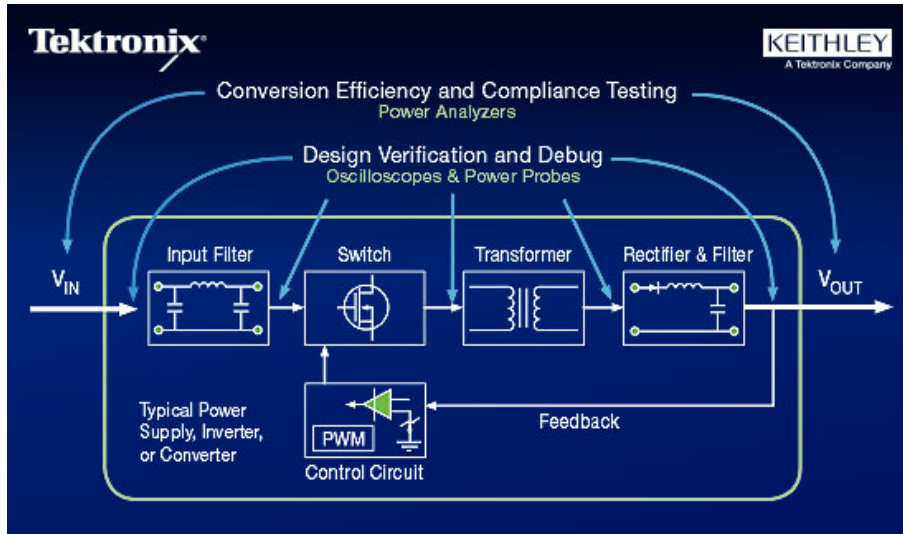 Tektronix
KEITHLEY
A Tektronix Company
Conversion Efficiency and Compliance Testing
Power Analyzers
Design Verification and Debug
Oscilloscopes & Power Probes
Input Filter
Switch
Transformer
Rectifier & Filter
VIN
VOUT
Typical Power
Supply, Inverter,
or Converter
PWM
Control Circuit
Feedback